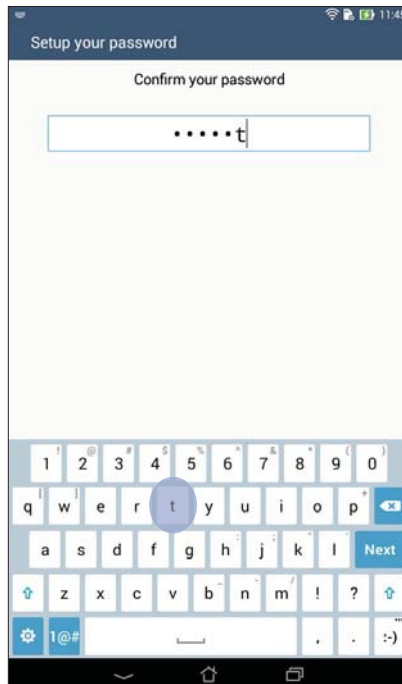 11:45
Setup your password
Confirm your password
•••••t
! @ # $ % ^ & * ( )
1 2 3 4 5 6 7 8 9 0
[ ] +
q w e r t y u i o p
; "
a s d f g h j k l Next
_ - /
z x c v b n m ! ?
1@# , . :-)